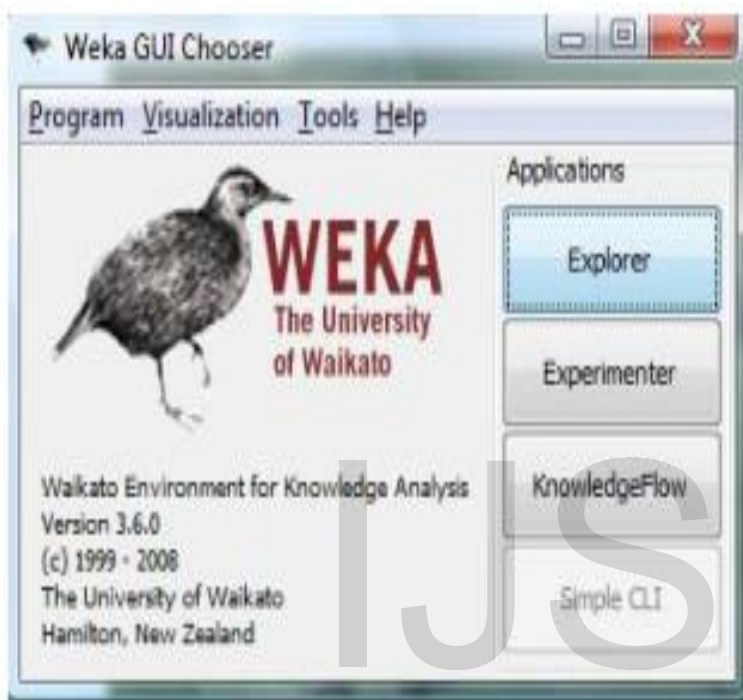 Weka GUI Chooser
Program Visualization Tools Help
WEKA
The University
of Waikato
Waikato Environment for Knowledge Analysis
Version 3.6.0
(c) 1999 - 2008
The University of Waikato
Hamilton, New Zealand
Applications
Explorer
Experimenter
KnowledgeFlow
Simple CLI
IJS